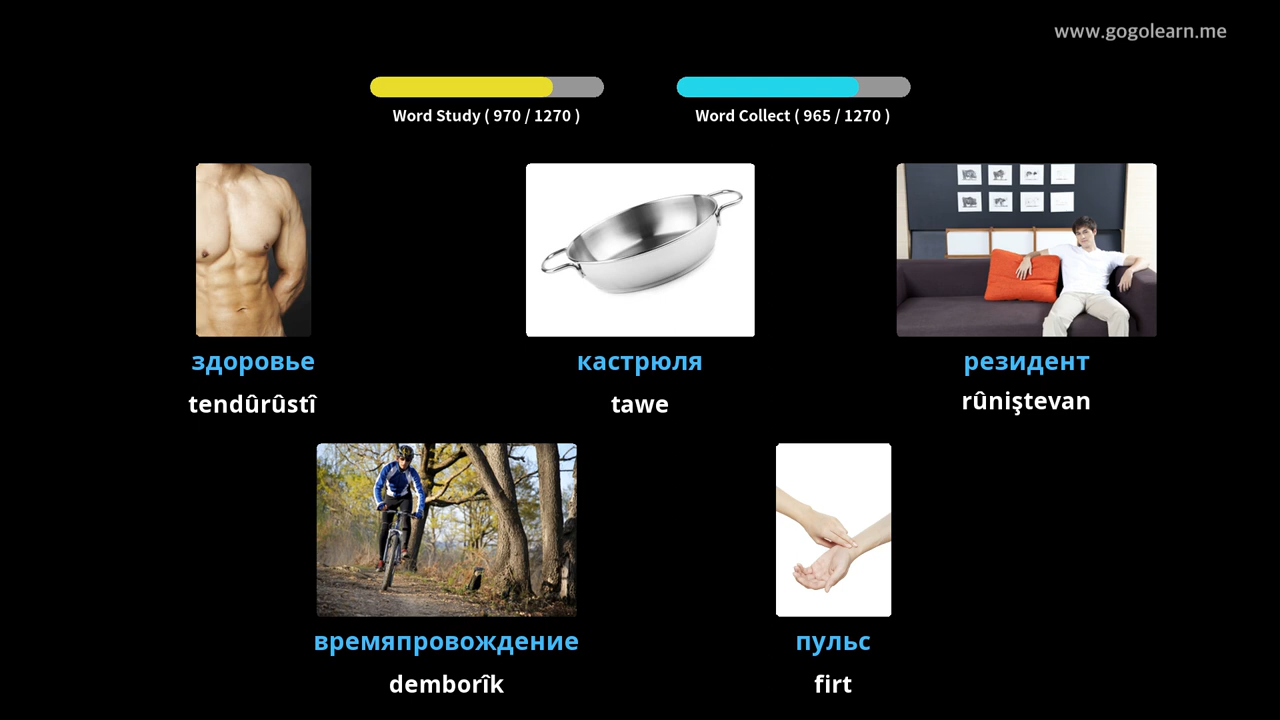 www.gogolearn.me
Word Study ( 970 / 1270 )
Word Collect ( 965 / 1270 )
здоровье
tendûrûstî
кастрюля
tawe
резидент
rûniştevan
времяпровождение
demborîk
пульс
firt